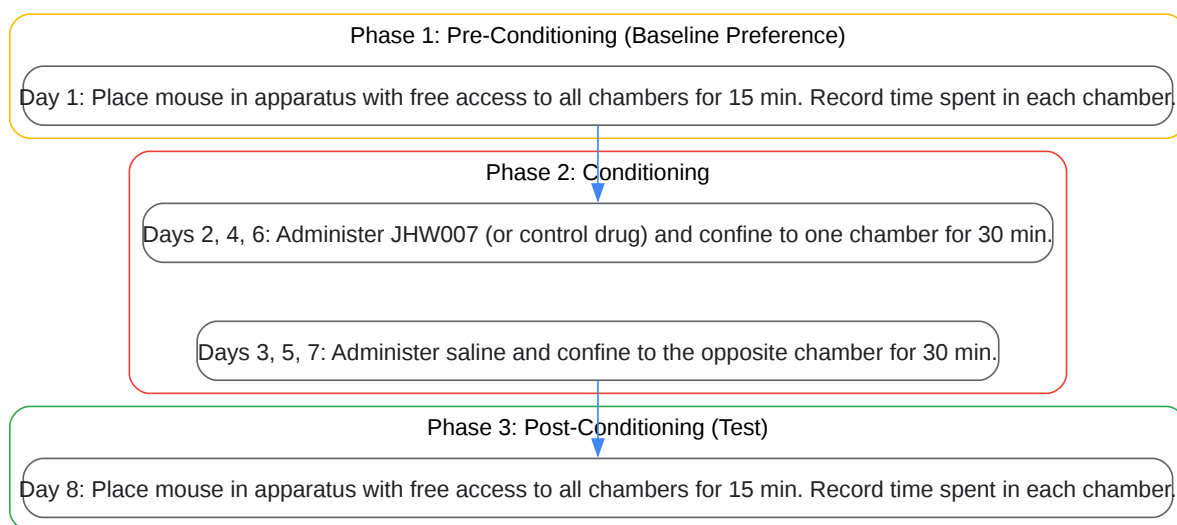 Phase 1: Pre-Conditioning (Baseline Preference)
Day 1: Place mouse in apparatus with free access to all chambers for 15 min. Record time spent in each chamber.
Phase 2: Conditioning
Days 2, 4, 6: Administer JHW007 (or control drug) and confine to one chamber for 30 min.
Days 3, 5, 7: Administer saline and confine to the opposite chamber for 30 min.
Phase 3: Post-Conditioning (Test)
Day 8: Place mouse in apparatus with free access to all chambers for 15 min. Record time spent in each chamber.